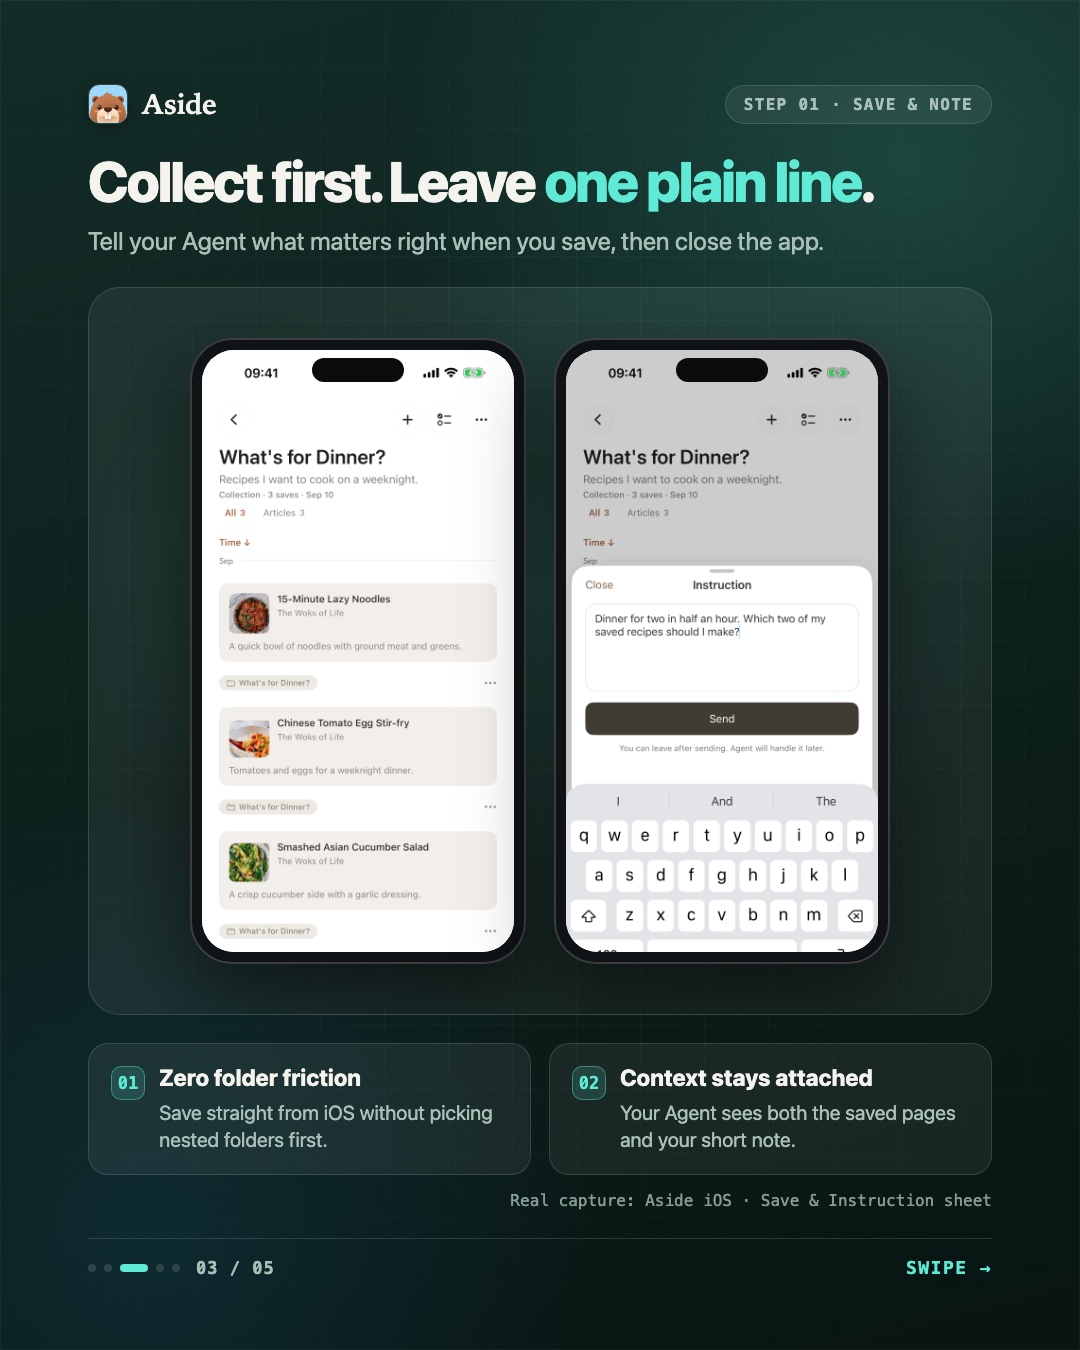 Aside
STEP 01 · SAVE & NOTE
Collect first. Leave one plain line.
Tell your Agent what matters right when you save, then close the app.
09:41
What's for Dinner?
Recipes I want to cook on a weeknight.
Collection · 3 saves · Sep 10
All 3 Articles 3
Time ↓
Sep
15-Minute Lazy Noodles
The Woks of Life
A quick bowl of noodles with ground meat and greens.
What's for Dinner?
Chinese Tomato Egg Stir-fry
The Woks of Life
Tomatoes and eggs for a weeknight dinner.
What's for Dinner?
Smashed Asian Cucumber Salad
The Woks of Life
A crisp cucumber side with a garlic dressing.
What's for Dinner?
09:41
What's for Dinner?
Recipes I want to cook on a weeknight.
Collection · 3 saves · Sep 10
All 3 Articles 3
Time ↓
Sep
Close Instruction
Dinner for two in half an hour. Which two of my
saved recipes should I make?
Send
You can leave after sending. Agent will handle it later.
I And The
q w e r t y u i o p
a s d f g h j k l
z x c v b n m
01 Zero folder friction
Save straight from iOS without picking
nested folders first.
02 Context stays attached
Your Agent sees both the saved pages
and your short note.
Real capture: Aside iOS · Save & Instruction sheet
03 / 05
SWIPE →